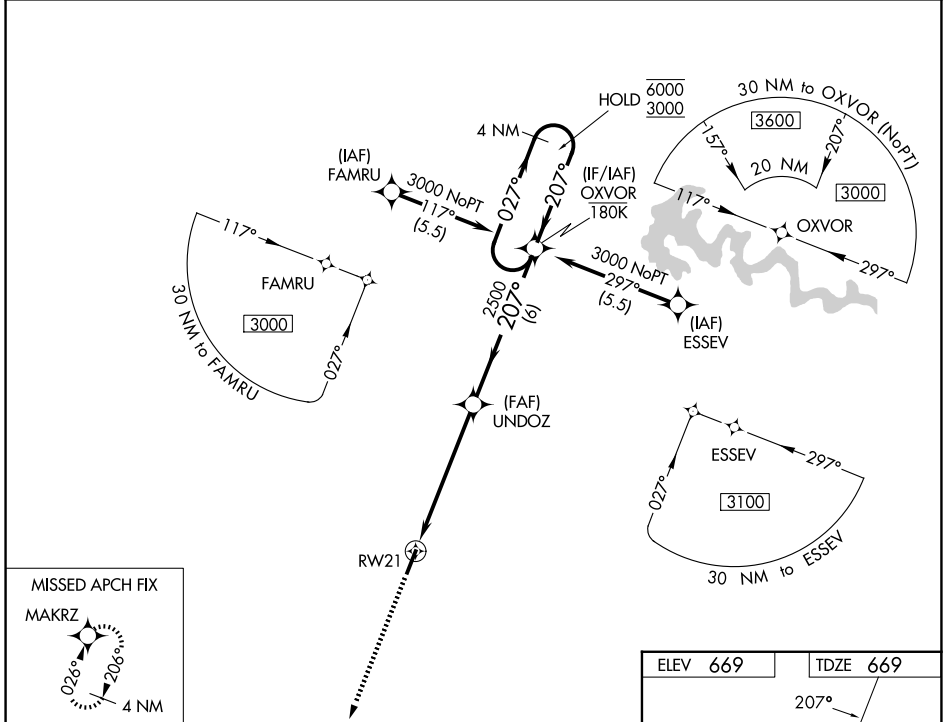 HOLD 6000
3000
4 NM
027°
207°
(IAF)
FAMRU
3000 NoPT
117°
(5.5)
(IF/IAF)
OXVOR
180K
3000 NoPT
297°
(5.5)
(IAF)
ESSEV
2500
207°
(6)
(FAF)
UNDOZ
RW21
30 NM to OXVOR (NoPT)
3600
157°
207°
20 NM
3000
117°
OXVOR
297°
117°
FAMRU
3000
027°
30 NM to FAMRU
ESSEV
297°
027°
3100
30 NM to ESSEV
MISSED APCH FIX
MAKRZ
026°
206°
4 NM
ELEV 669
TDZE 669
207°